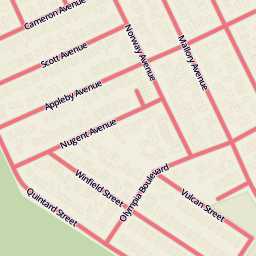 Cameron Avenue
Norway Avenue
Mallory Avenue
Scott Avenue
Appleby Avenue
Nugent Avenue
Olympia Boulevard
Winfield Street
Vulcan Street
Quintard Street